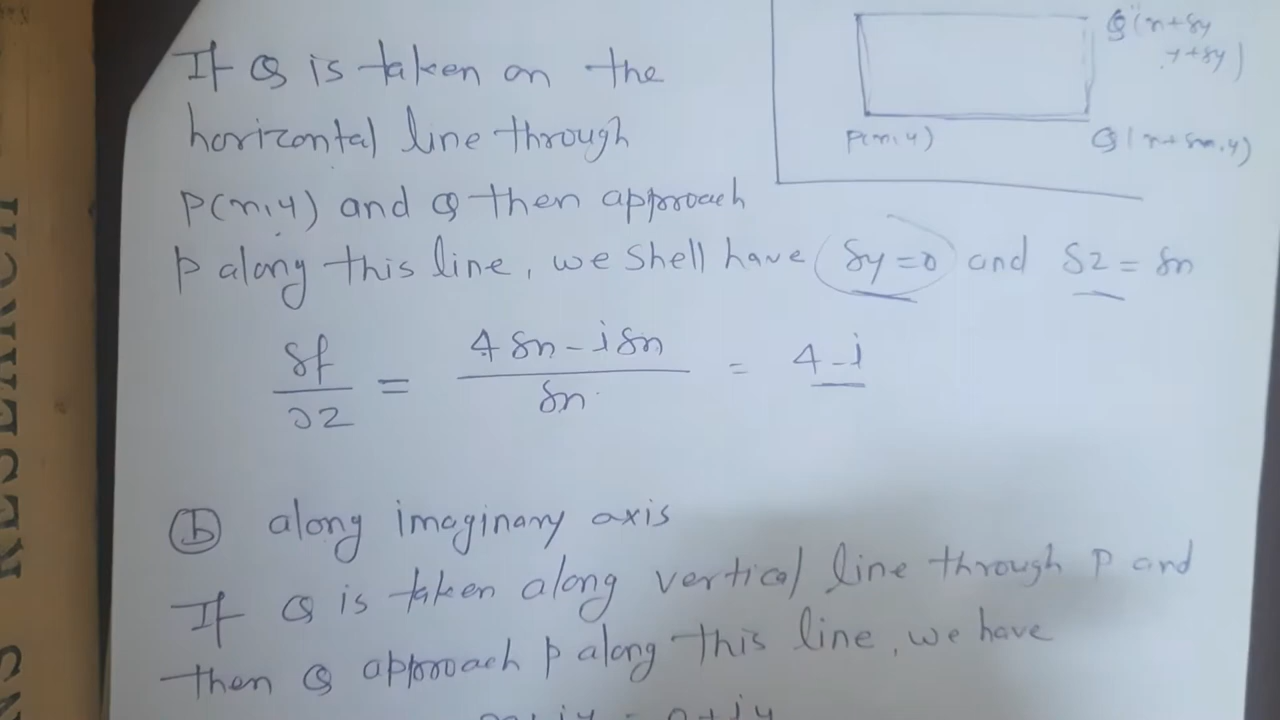 If Q is taken on the
horizontal line through
P(x,y) and Q then approach
P along this line, we shell have δy=0 and δz = δx
δf/∂z = (4δx - iδx)/δx = 4-i
Q(x+δy
y+δy)
P(x,y)
Q(x+δx,y)
ⓑ along imaginary axis
If Q is taken along vertical line through P and
then Q approach P along this line, we have
RESEARCH